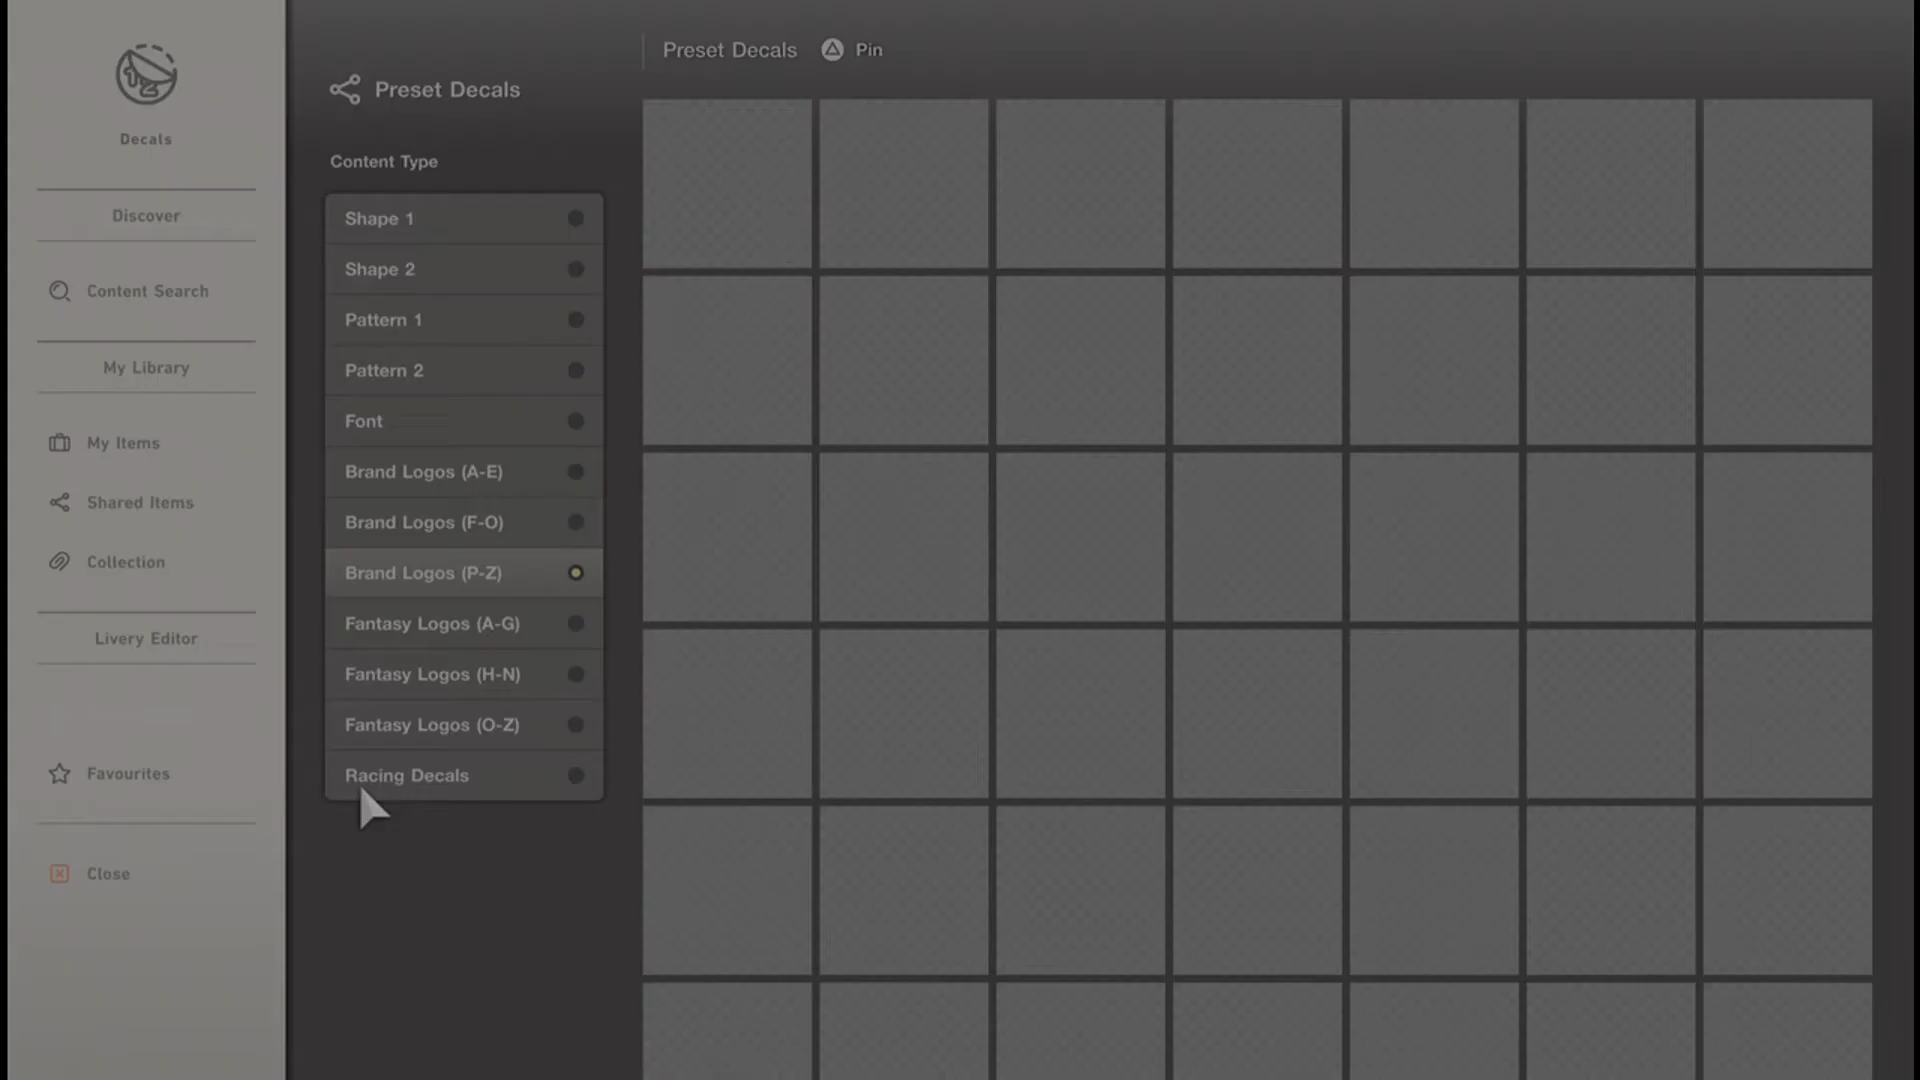 Decals
Discover
Content Search
My Library
My Items
Shared Items
Collection
Livery Editor
Favourites
Close
Preset Decals
Content Type
Shape 1
Shape 2
Pattern 1
Pattern 2
Font
Brand Logos (A-E)
Brand Logos (F-O)
Brand Logos (P-Z)
Fantasy Logos (A-G)
Fantasy Logos (H-N)
Fantasy Logos (O-Z)
Racing Decals
Preset Decals Pin